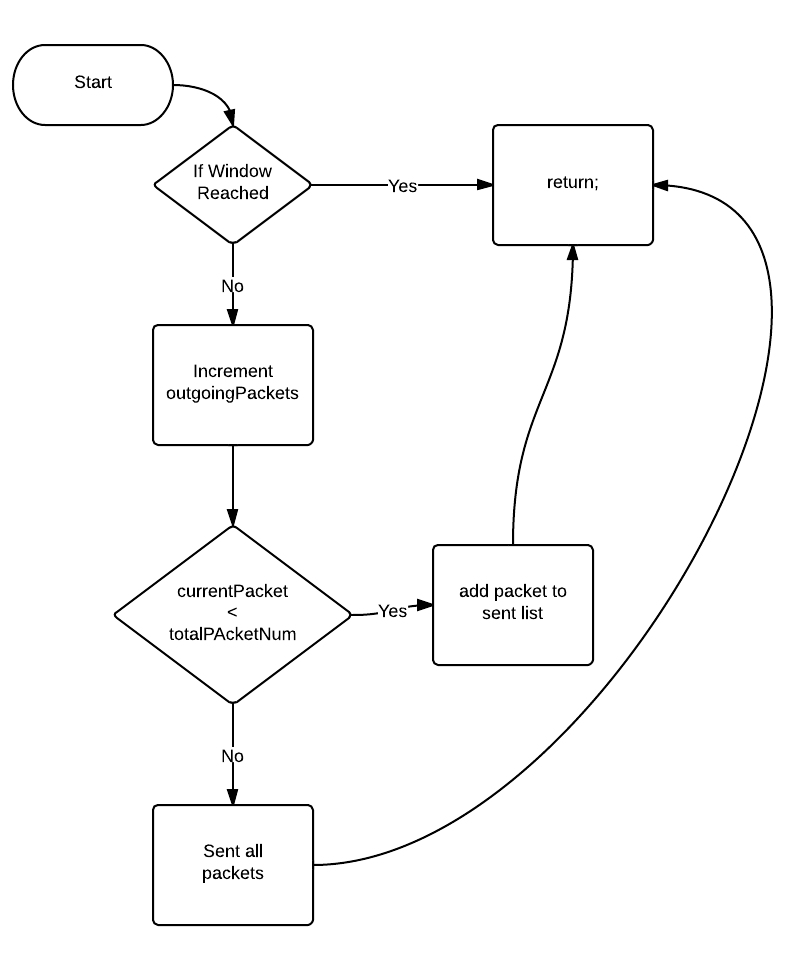 Start
If Window
Reached
Yes
return;
No
Increment
outgoingPackets
currentPacket
<
totalPAcketNum
Yes
add packet to
sent list
No
Sent all
packets